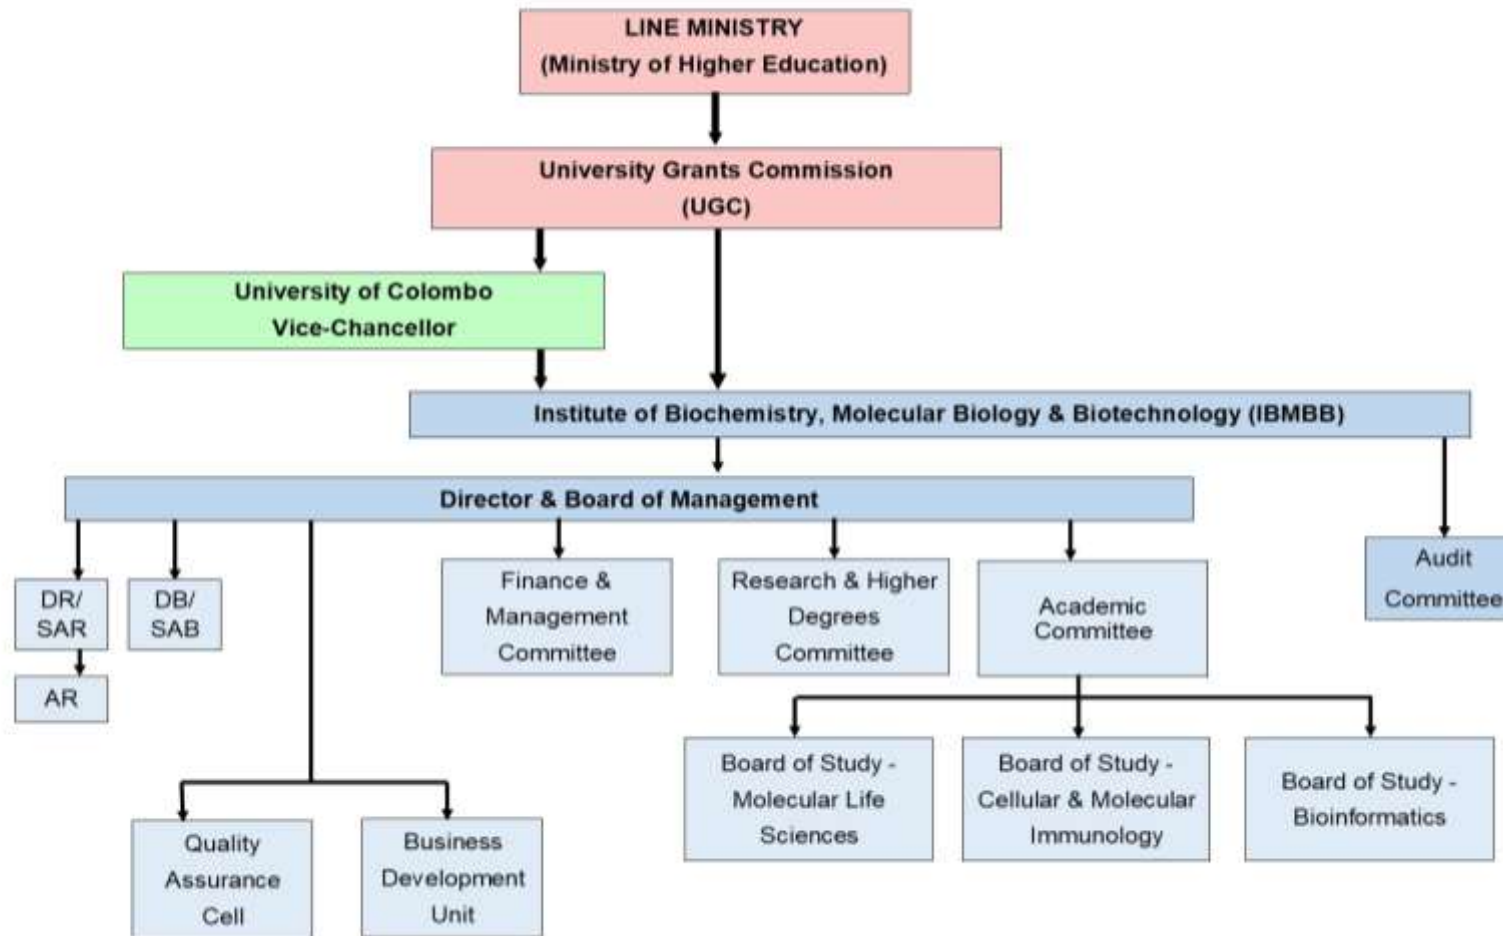 LINE MINISTRY
(Ministry of Higher Education)
University Grants Commission
(UGC)
University of Colombo
Vice-Chancellor
Institute of Biochemistry, Molecular Biology & Biotechnology (IBMBB)
Director & Board of Management
DR/
SAR
DB/
SAB
Finance &
Management
Committee
Research & Higher
Degrees
Committee
Academic
Committee
Audit
Committee
AR
Board of Study -
Molecular Life
Sciences
Board of Study -
Cellular & Molecular
Immunology
Board of Study -
Bioinformatics
Quality
Assurance
Cell
Business
Development
Unit